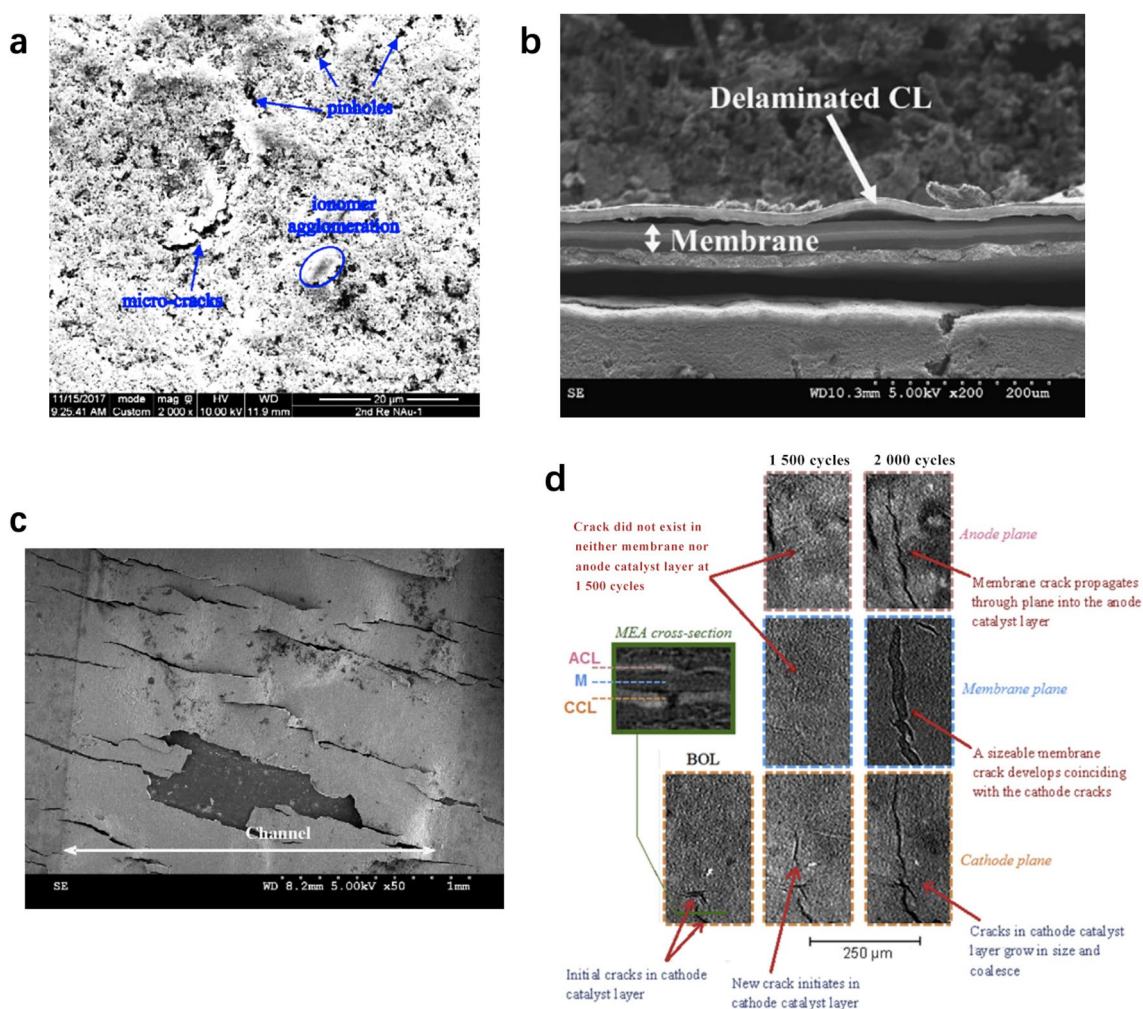 a
pinholes
ionomer
agglomeration
micro-cracks
11/15/2017 mode mag HV WD 20 µm
9:25:41 AM Custom 2 000 x 10.00 kV 11.9 mm 2nd Re NAu-1
b
Delaminated CL
Membrane
SE WD10.3mm 5.00kV x200 200um
c
Channel
SE WD 8.2mm 5.00kV x50 1mm
d
1 500 cycles 2 000 cycles
Crack did not exist in
neither membrane nor
anode catalyst layer at
1 500 cycles
Anode plane
Membrane crack propagates
through plane into the anode
catalyst layer
MEA cross-section
ACL
M
CCL
Membrane plane
A sizeable membrane
crack develops coinciding
with the cathode cracks
BOL
Cathode plane
Initial cracks in cathode
catalyst layer
New crack initiates in
cathode catalyst layer
250 µm
Cracks in cathode catalyst
layer grow in size and
coalesce